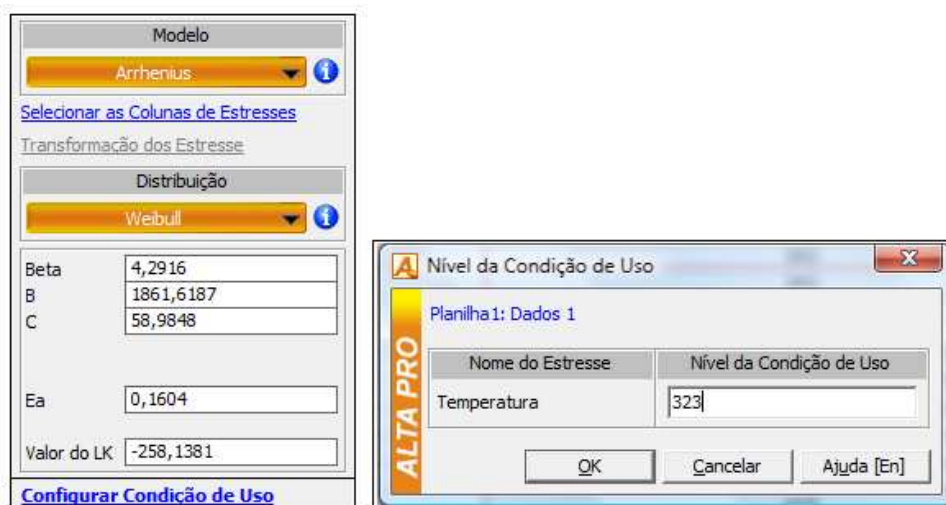 Modelo
Arrhenius
Selecionar as Colunas de Estresses
Transformação dos Estresse
Distribuição
Weibull
Beta 4,2916
B 1861,6187
C 58,9848
Ea 0,1604
Valor do LK -258,1381
Configurar Condição de Uso
Nível da Condição de Uso
ALTA PRO
Planilha1: Dados 1
Nome do Estresse Nível da Condição de Uso
Temperatura 323
OK Cancelar Ajuda [En]